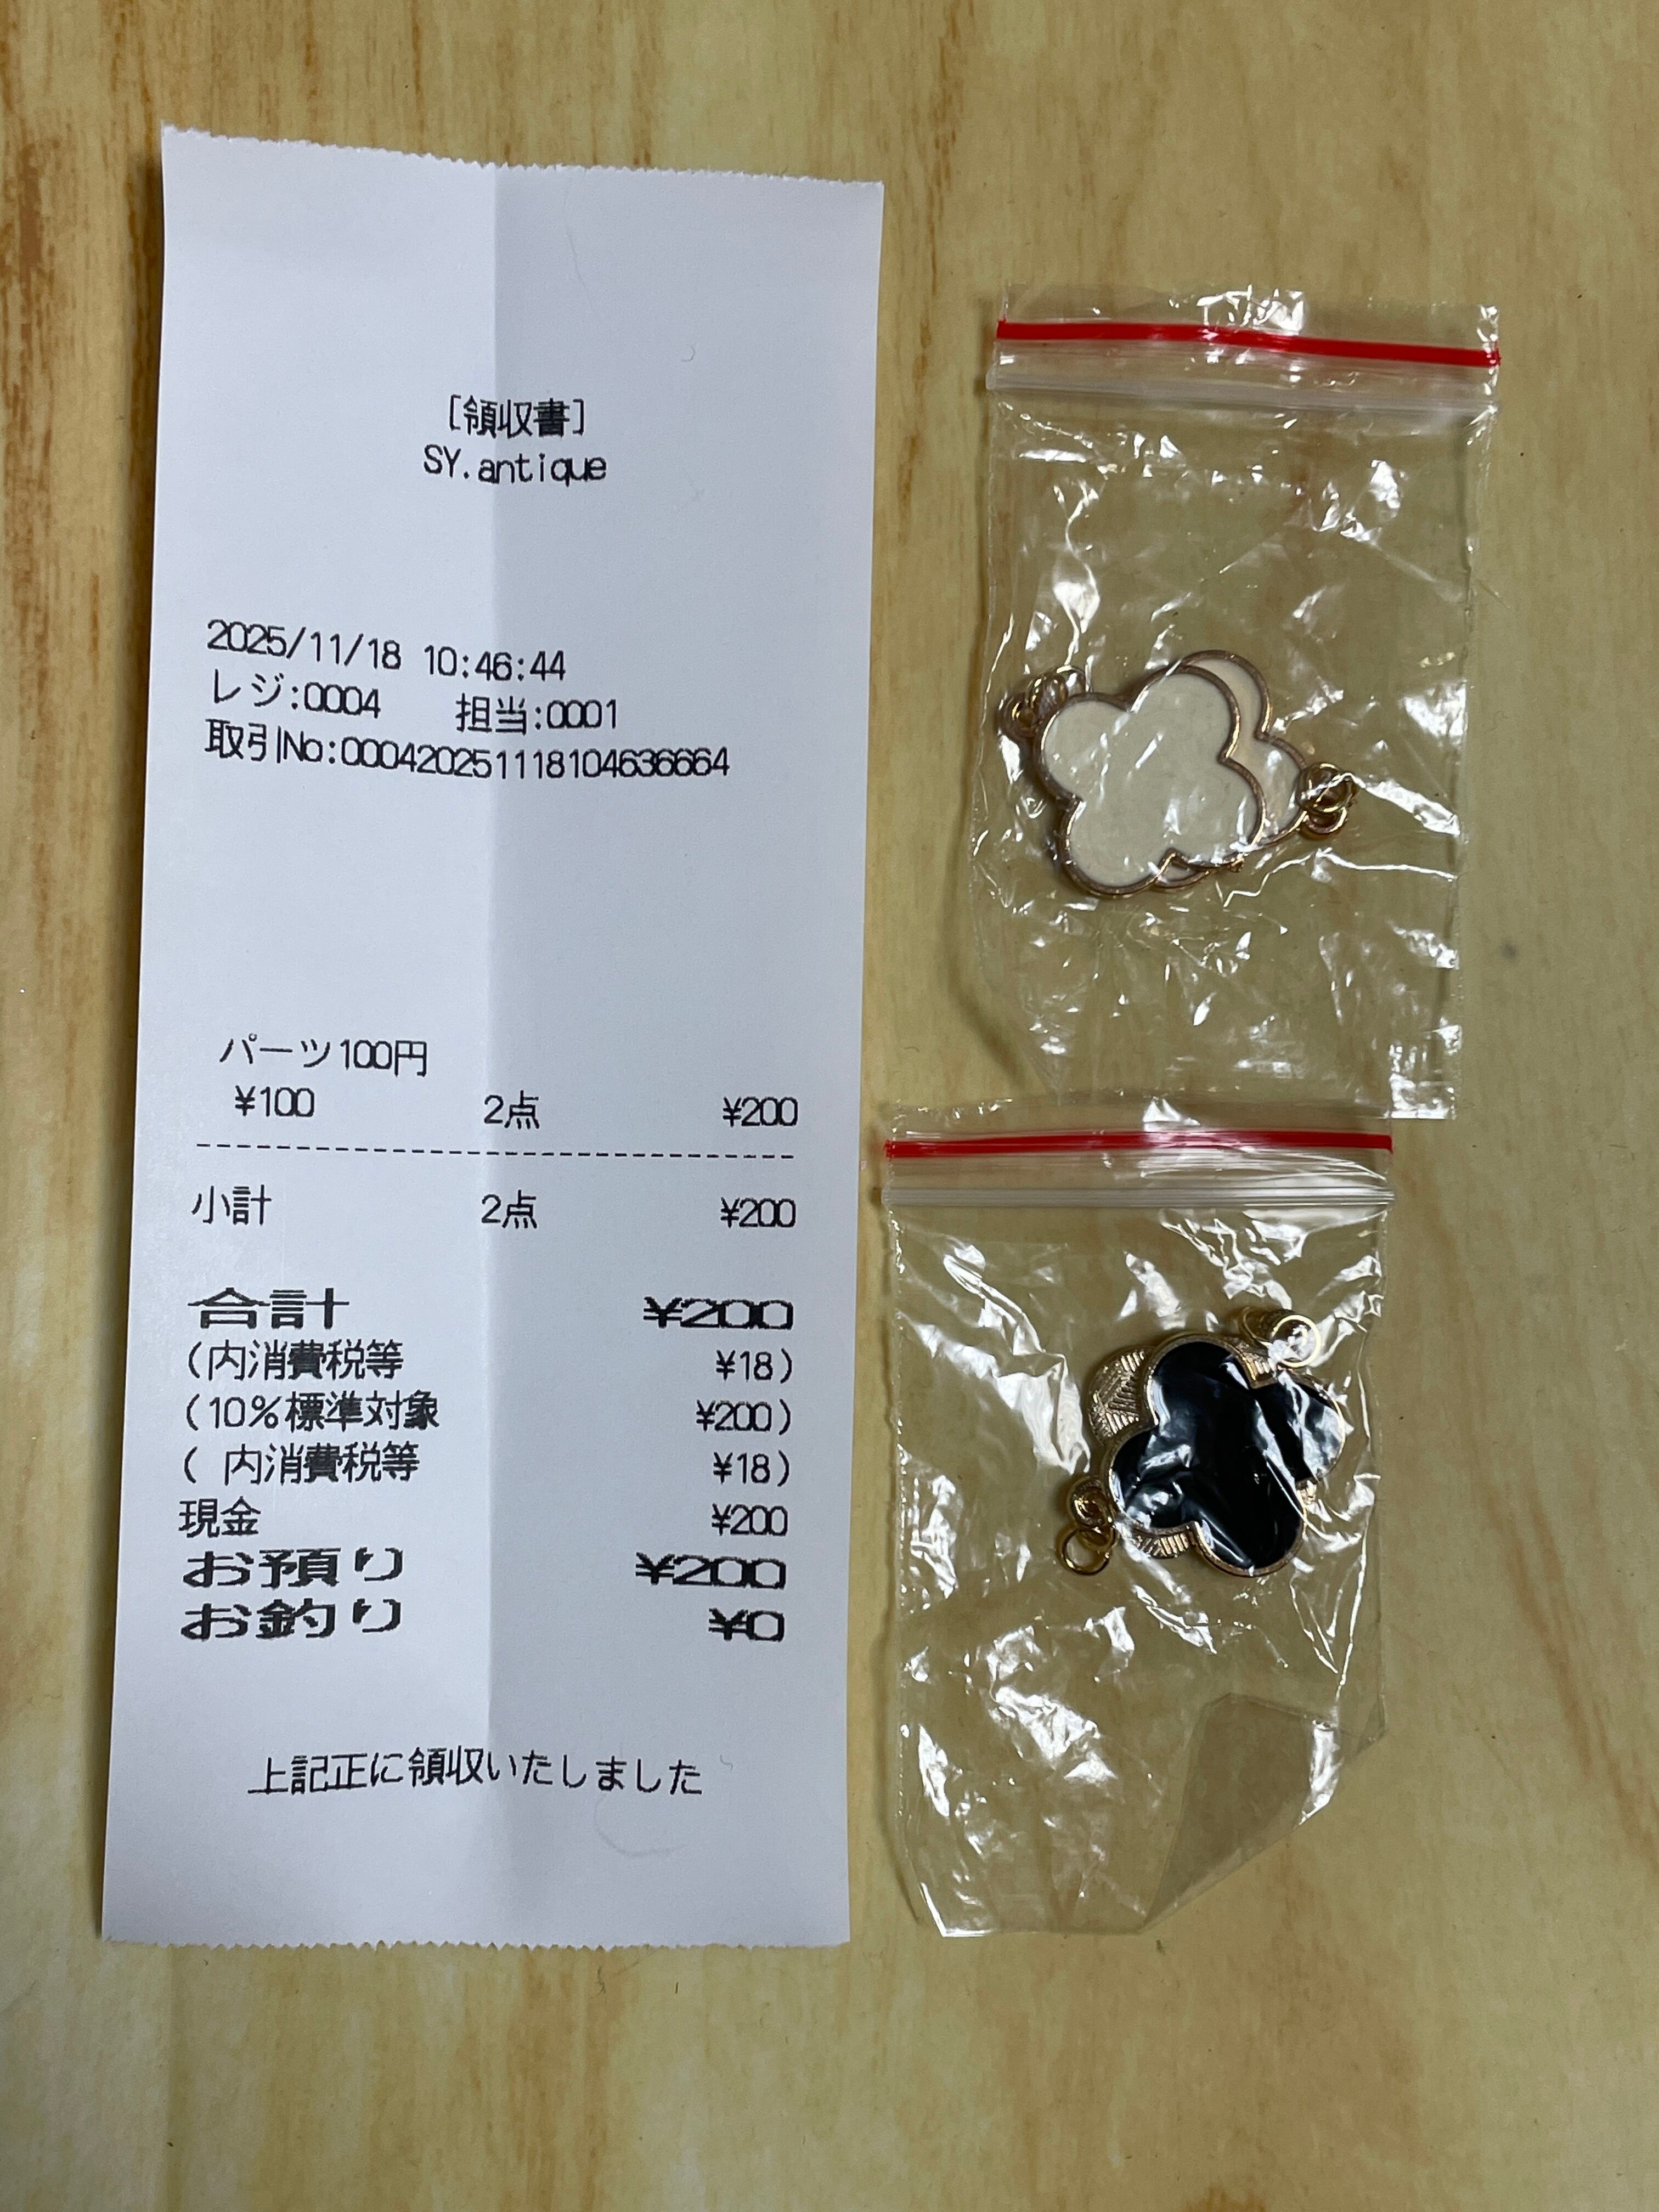 [領収書]
SY.antique
2025/11/18 10:46:44
レジ:0004 担当:0001
取引No:00042025111810463​6664
パーツ100円
¥100 2点 ¥200
小計 2点 ¥200
合計 ¥200
(内消費税等 ¥18)
(10%標準対象 ¥200)
( 内消費税等 ¥18)
現金 ¥200
お預り ¥200
お釣り ¥0
上記正に領収いたしました